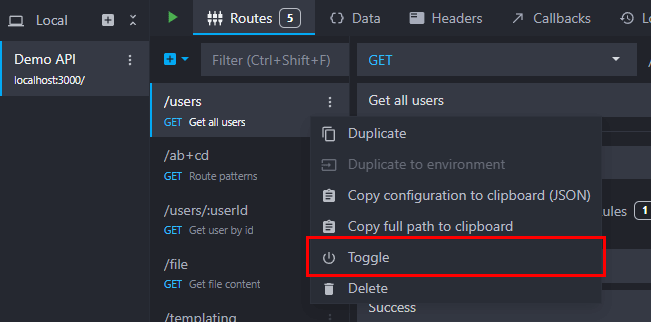 Local
Routes 5
Data
Headers
Callbacks
Demo API
localhost:3000/
Filter (Ctrl+Shift+F)
GET
/users
GET Get all users
/ab+cd
GET Route patterns
/users/:userId
GET Get user by id
/file
GET Get file content
/templating
Get all users
Duplicate
Duplicate to environment
Copy configuration to clipboard (JSON)
Copy full path to clipboard
Toggle
Delete
ules 1
Success